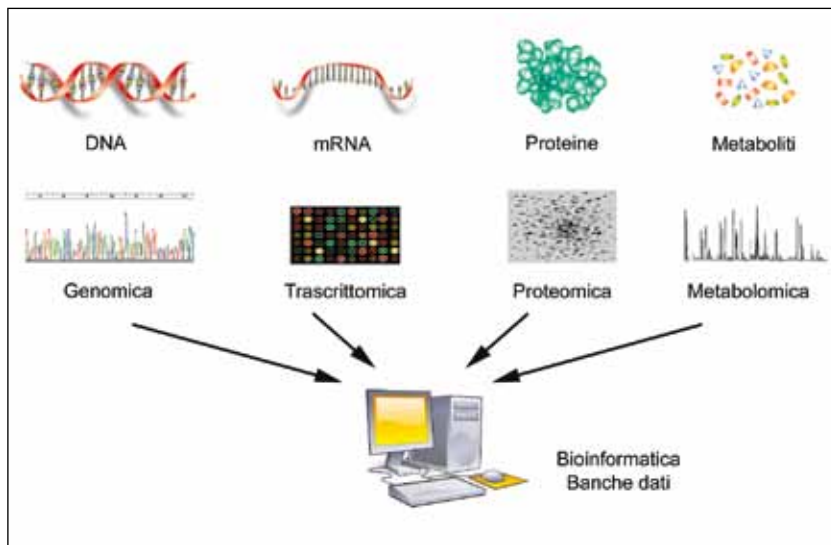 DNA
mRNA
Proteine
Metaboliti
Genomica
Trascrittomica
Proteomica
Metabolomica
Bioinformatica
Banche dati